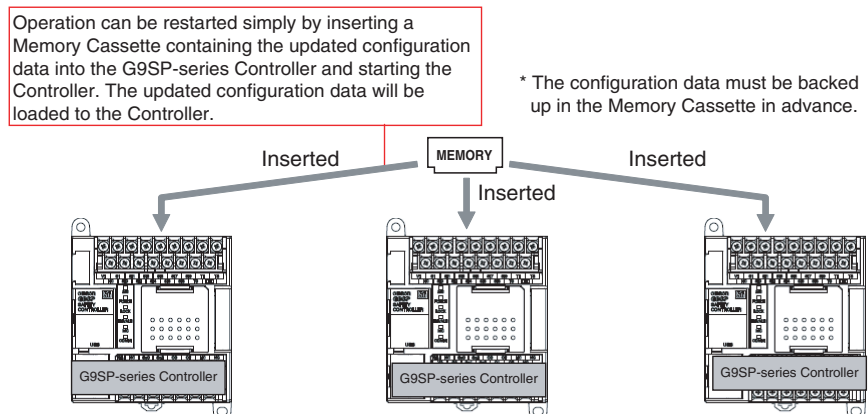 Operation can be restarted simply by inserting a
Memory Cassette containing the updated configuration
data into the G9SP-series Controller and starting the
Controller. The updated configuration data will be
loaded to the Controller.
* The configuration data must be backed
up in the Memory Cassette in advance.
Inserted
MEMORY
Inserted
Inserted
G9SP-series Controller
G9SP-series Controller
G9SP-series Controller